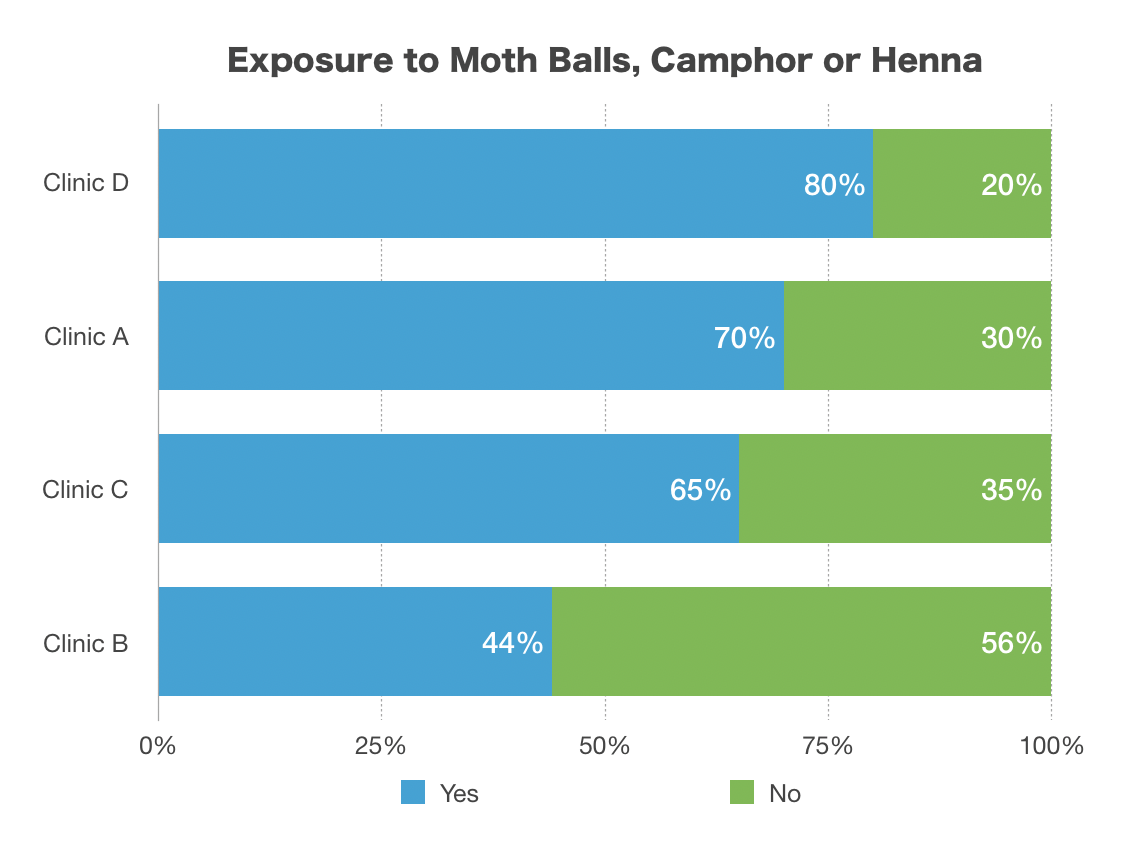 Exposure to Moth Balls, Camphor or Henna
Clinic D
80%
20%
Clinic A
70%
30%
Clinic C
65%
35%
Clinic B
44%
56%
0%
25%
50%
75%
100%
Yes
No